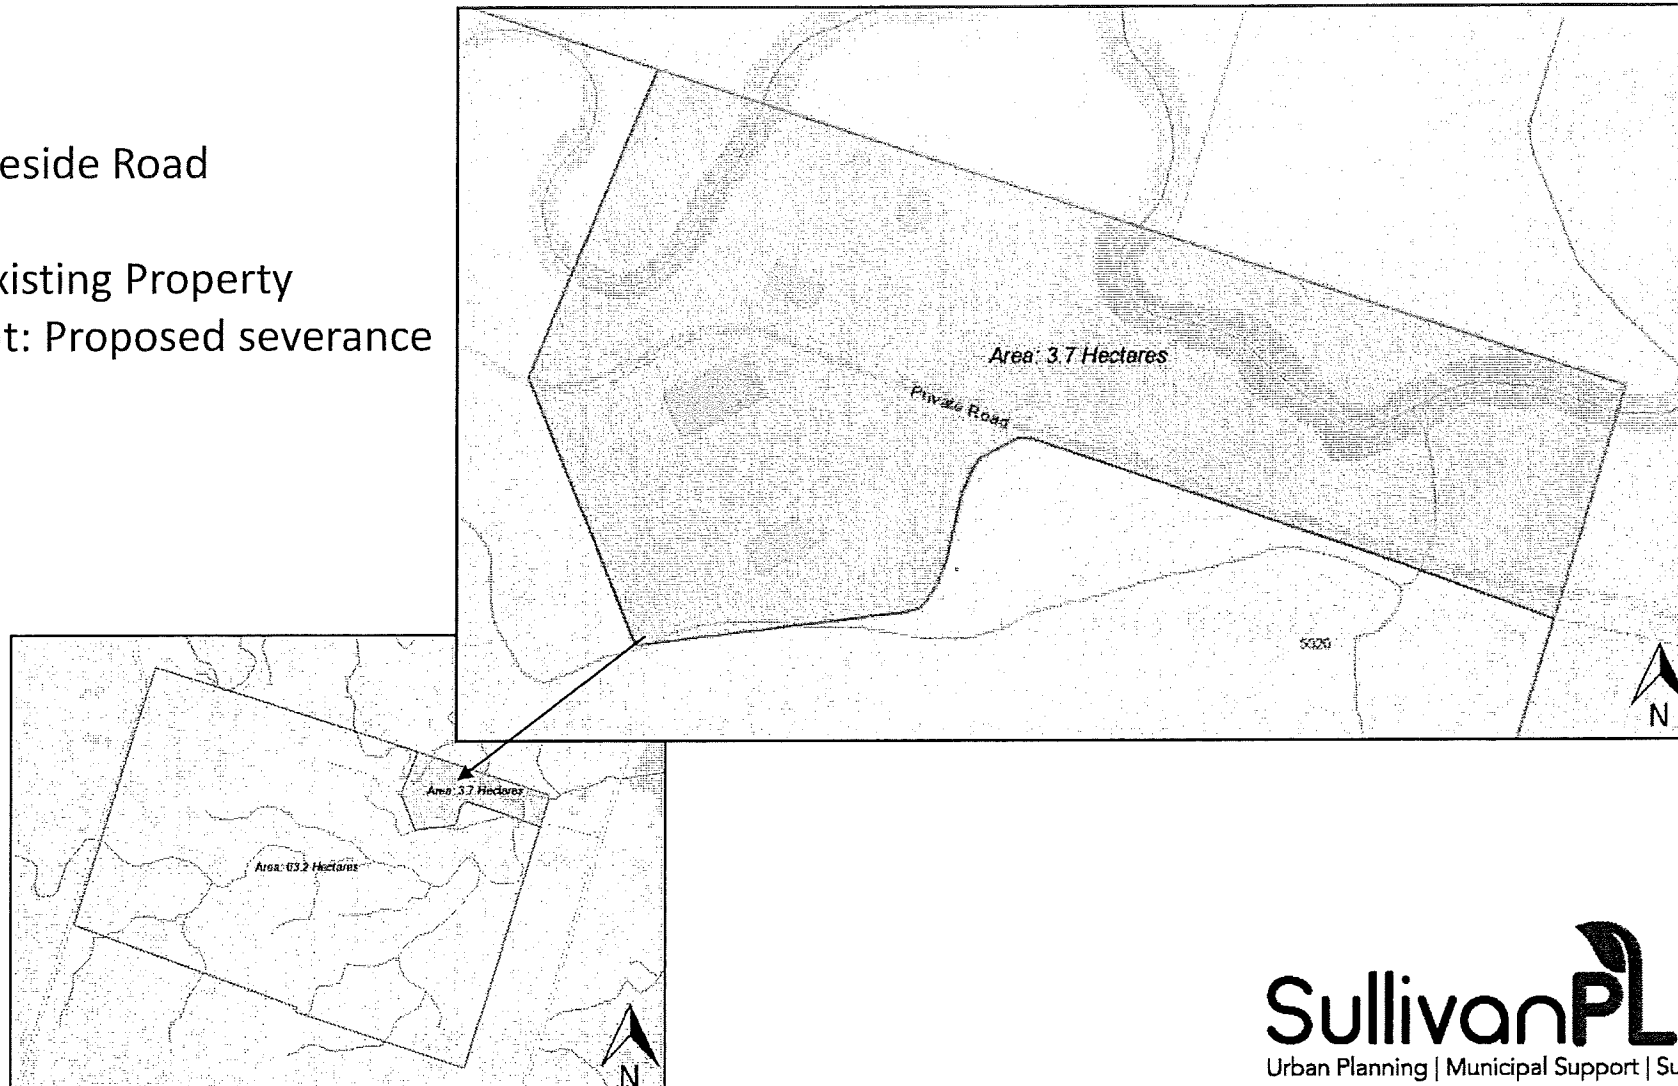 eside Road
xisting Property
t: Proposed severance
Area: 3.7 Hectares
Private Road
5020
N
Area: 3.7 Hectares
Area: 63.2 Hectares
N
SullivanPL
Urban Planning | Municipal Support | Su